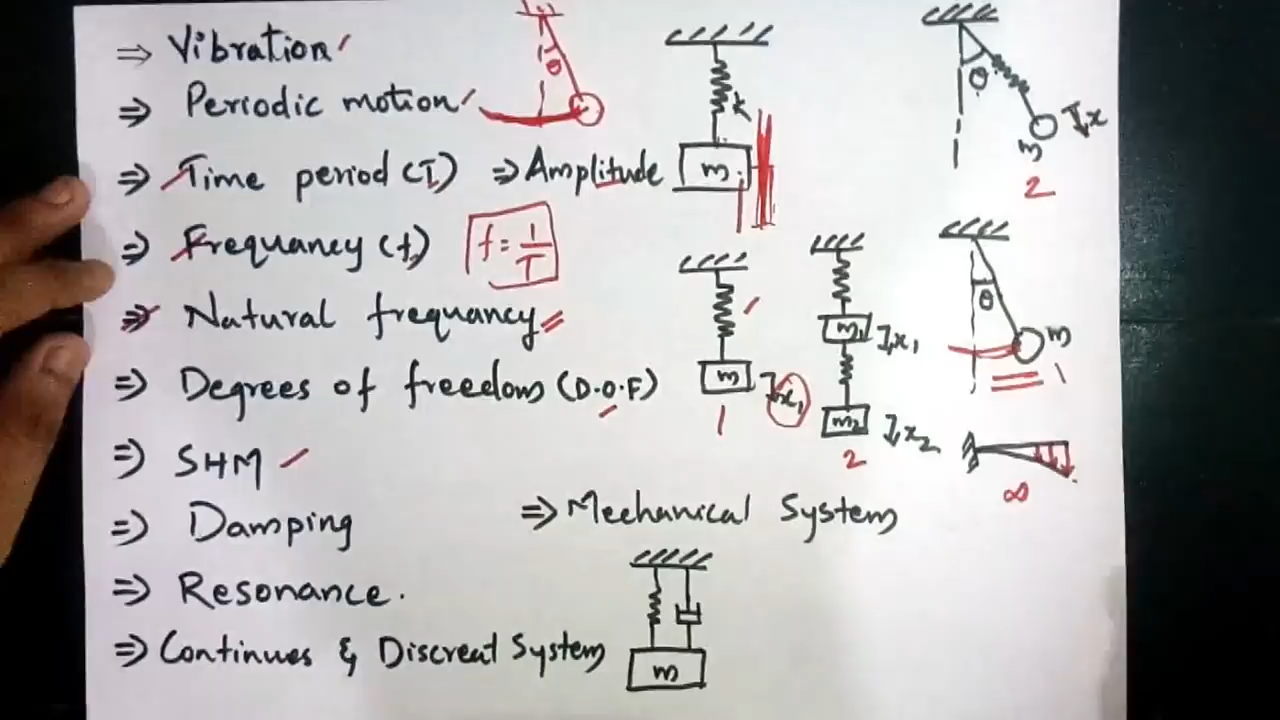 ⇒ Vibration
⇒ Periodic motion
⇒ Time period (T) ⇒ Amplitude
⇒ Frequancy (f)
f = 1/T
⇒ Natural frequancy
⇒ Degrees of freedom (D.O.F)
⇒ SHM
⇒ Damping
⇒ Resonance.
⇒ Continues & Discreat System
⇒ Mechanical System
θ
k
m
θ
m
x
2
m
x1
1
m1
x1
m2
x2
2
θ
m
1
∞
m